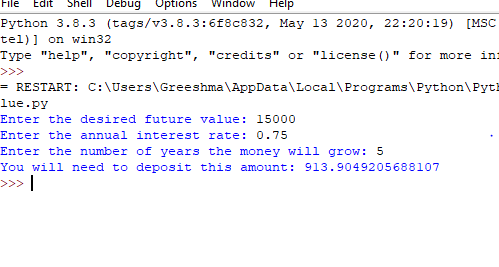 File Edit Shell Debug Options Window Help
Python 3.8.3 (tags/v3.8.3:6f8c832, May 13 2020, 22:20:19) [MSC
tel)] on win32
Type "help", "copyright", "credits" or "license()" for more in
>>>
= RESTART: C:\Users\Greeshma\AppData\Local\Programs\Python\Pyt
lue.py
Enter the desired future value: 15000
Enter the annual interest rate: 0.75
Enter the number of years the money will grow: 5
You will need to deposit this amount: 913.9049205688107
>>>